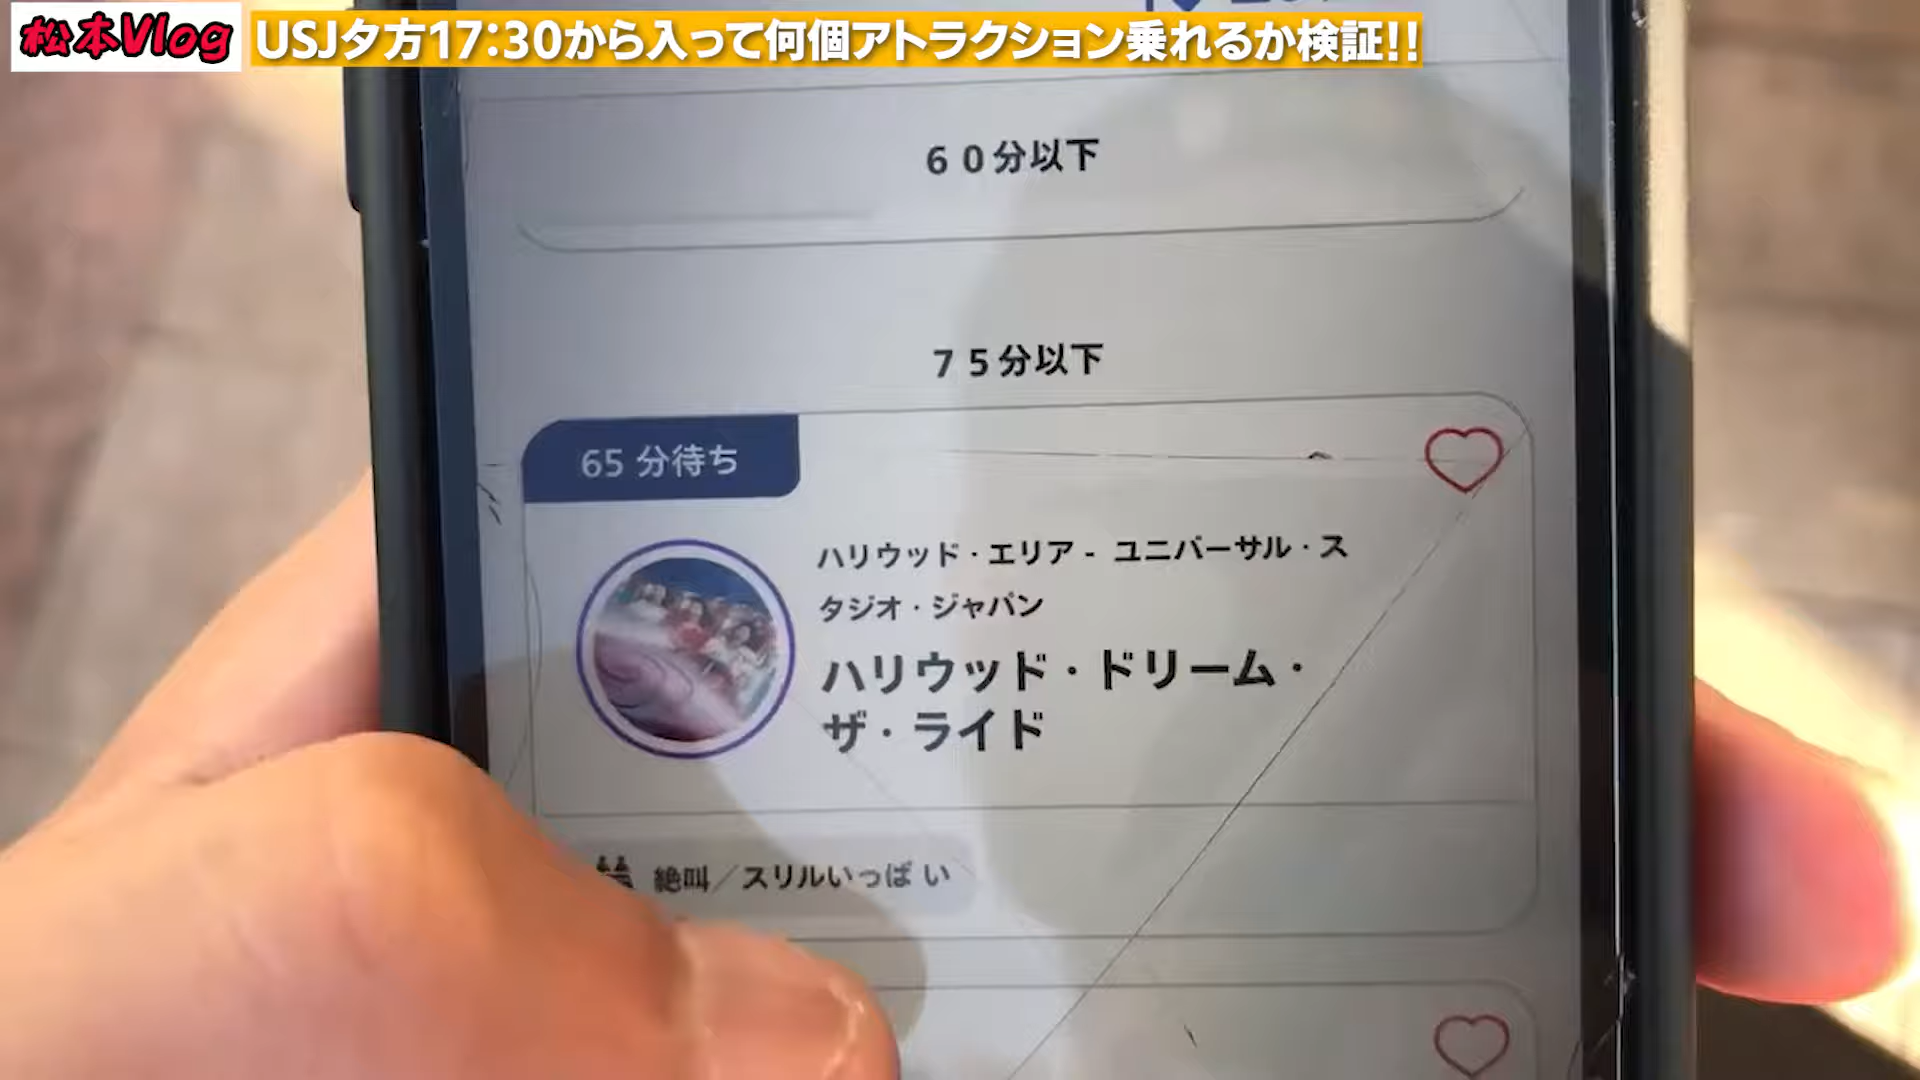 松本Vlog
USJ夕方17:30から入って何個アトラクション乗れるか検証!!
60分以下
75分以下
65 分待ち
ハリウッド・エリア - ユニバーサル・ス
タジオ・ジャパン
ハリウッド・ドリーム・
ザ・ライド
絶叫／スリルいっぱい